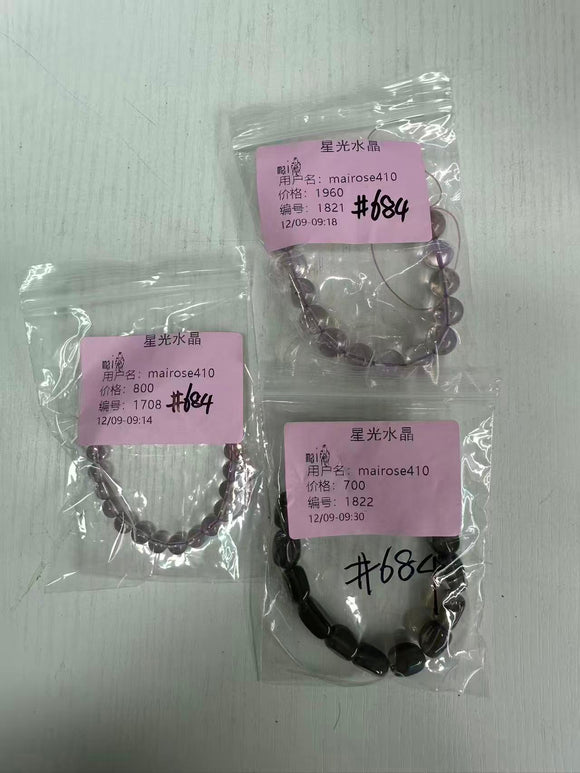 星光水晶
用户名：mairose410
价格：1960
编号：1821 #684
12/09-09:18
星光水晶
用户名：mairose410
价格：800
编号：1708 #684
12/09-09:14
星光水晶
用户名：mairose410
价格：700
编号：1822
12/09-09:30
#684